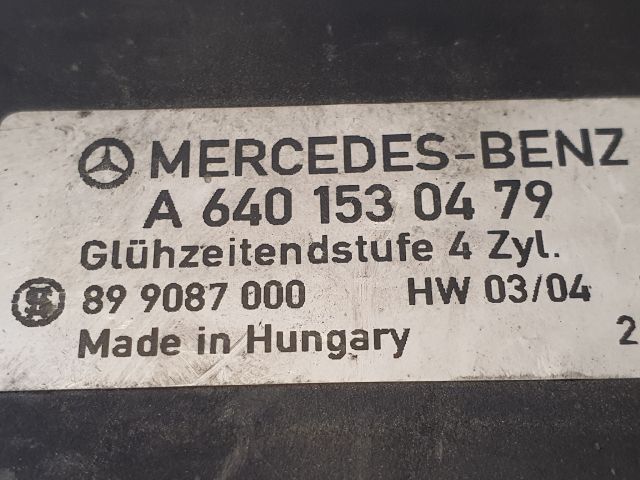 MERCEDES-BENZ
A 640 153 04 79
Glühzeitendstufe 4 Zyl.
89 9087 000 HW 03/04
Made in Hungary 2